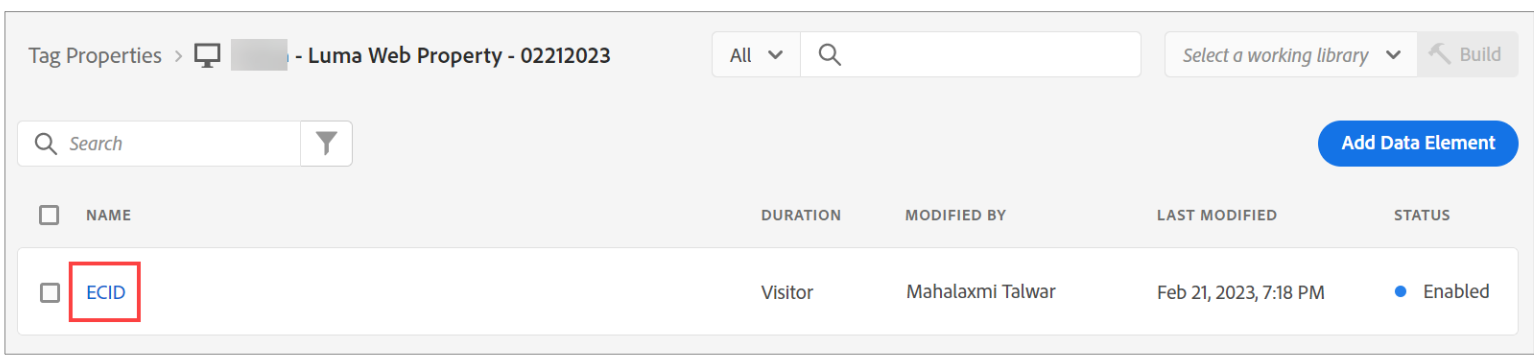 Tag Properties > - Luma Web Property - 02212023 All Select a working library Build
Search Add Data Element
NAME DURATION MODIFIED BY LAST MODIFIED STATUS
ECID Visitor Mahalaxmi Talwar Feb 21, 2023, 7:18 PM Enabled